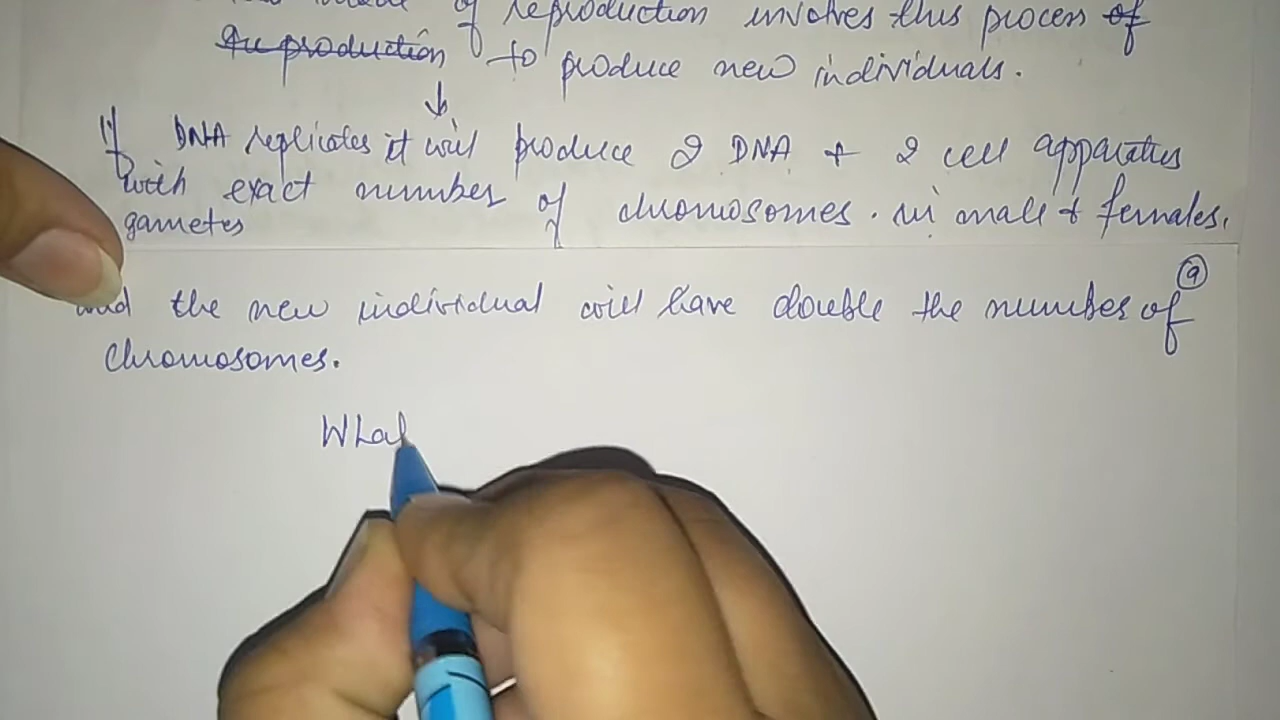 of reproduction involves this process of
to produce new individuals.
↓
If DNA replicates it will produce 2 DNA + 2 cell apparatus
with exact number of chromosomes. in male & females.
gametes
a
and the new individual will have double the number of
chromosomes.
What